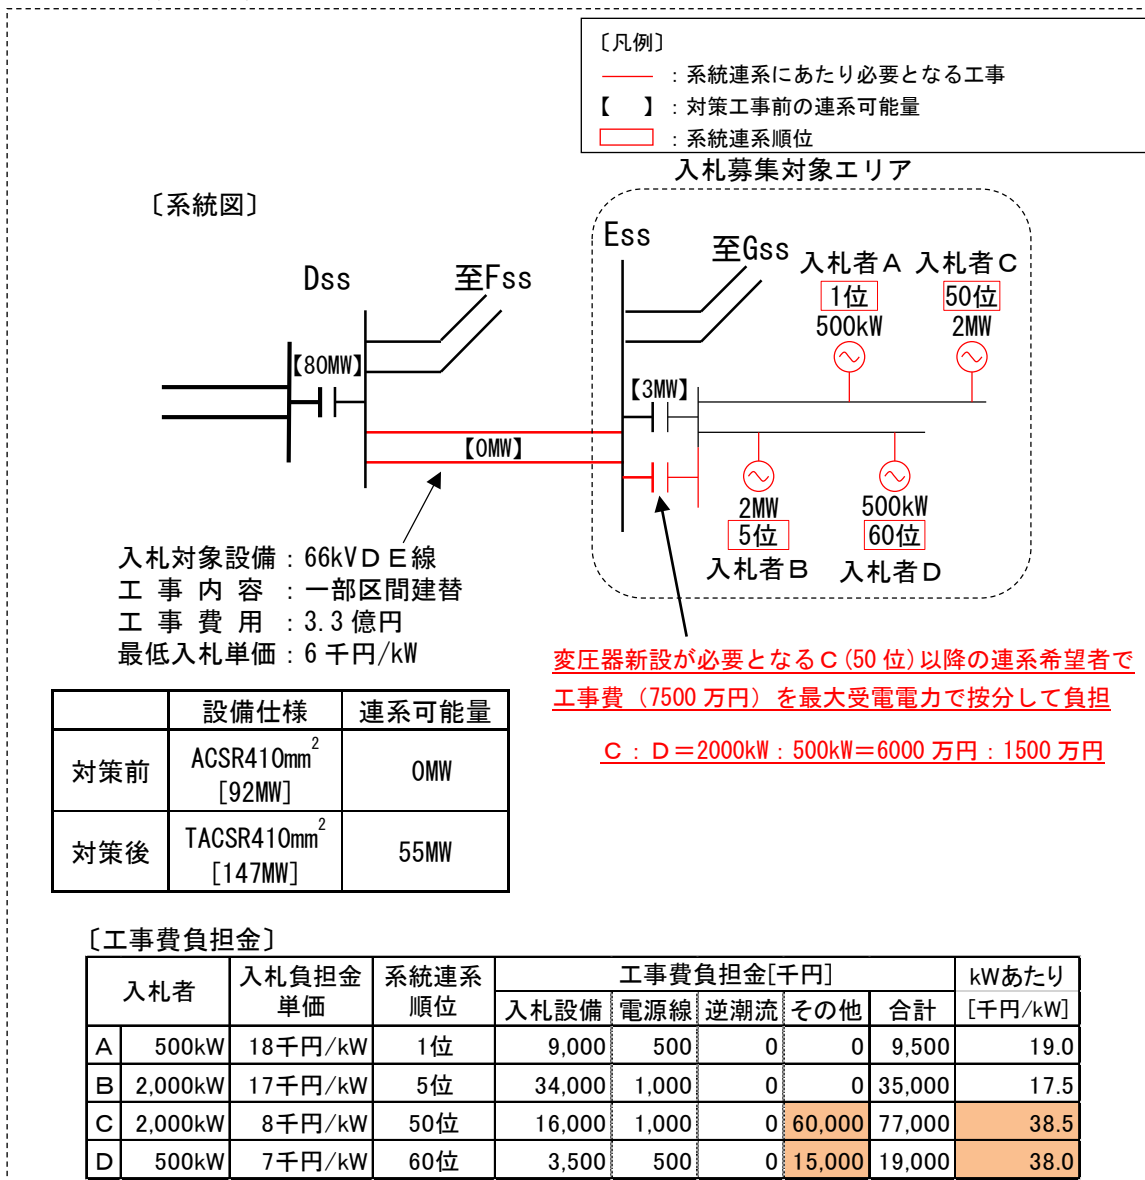 〔凡例〕
：系統連系にあたり必要となる工事
【　】：対策工事前の連系可能量
：系統連系順位
入札募集対象エリア
〔系統図〕
Ess
至Gss
入札者A 入札者C
Dss
至Fss
1位 50位
500kW 2MW
【80MW】
【3MW】
【0MW】
2MW 500kW
5位 60位
入札者B 入札者D
入札対象設備：66kVＤＥ線
工事内容：一部区間建替
工事費用：3.3億円
最低入札単価：6千円/kW
変圧器新設が必要となるC(50位)以降の連系希望者で
工事費（7500万円）を最大受電電力で按分して負担
C：D＝2000kW：500kW＝6000万円：1500万円
設備仕様 連系可能量
対策前 ACSR410mm² [92MW] 0MW
対策後 TACSR410mm² [147MW] 55MW
〔工事費負担金〕
入札者 入札負担金単価 系統連系順位 工事費負担金[千円] kWあたり[千円/kW]
入札設備 電源線 逆潮流 その他 合計
A 500kW 18千円/kW 1位 9,000 500 0 0 9,500 19.0
B 2,000kW 17千円/kW 5位 34,000 1,000 0 0 35,000 17.5
C 2,000kW 8千円/kW 50位 16,000 1,000 0 60,000 77,000 38.5
D 500kW 7千円/kW 60位 3,500 500 0 15,000 19,000 38.0